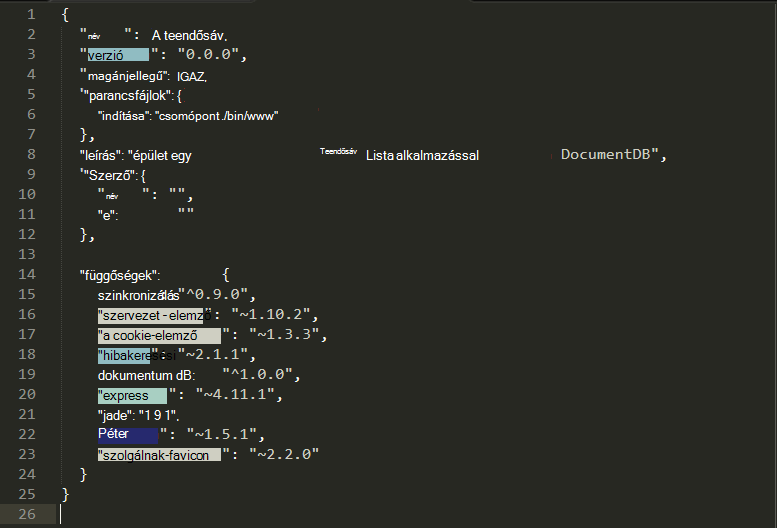 1 {
2 "név ": A teendősáv,
3 "verzió ": "0.0.0",
4 "magánjellegű": IGAZ,
5 "parancsfájlok": {
6 "indítása": "csomópont ./bin/www"
7 },
8 "leírás": "épület egy Teendősáv Lista alkalmazással DocumentDB",
9 "Szerző": {
10 "név ": "",
11 "e": ""
12 },
13
14 "függőségek": {
15 szinkronizálás "^0.9.0",
16 "szervezet - elemző": "~1.10.2",
17 "a cookie-elemző ": "~1.3.3",
18 "hibakeresési": "~2.1.1",
19 dokumentum dB: "^1.0.0",
20 "express ": "~4.11.1",
21 "jade": "1 9 1",
22 Péter ": "~1.5.1",
23 "szolgálnak-favicon ": "~2.2.0"
24 }
25 }
26